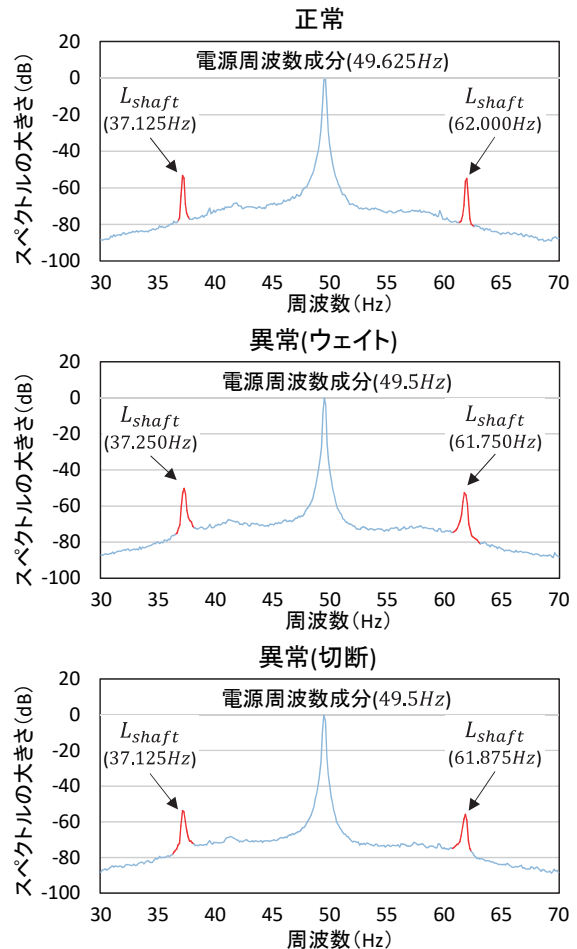 正常
スペクトルの大きさ(dB)
20
0
-20
-40
-60
-80
-100
電源周波数成分(49.625Hz)
L_shaft
(37.125Hz)
L_shaft
(62.000Hz)
30 35 40 45 50 55 60 65 70
周波数(Hz)
異常(ウェイト)
スペクトルの大きさ(dB)
20
0
-20
-40
-60
-80
-100
電源周波数成分(49.5Hz)
L_shaft
(37.250Hz)
L_shaft
(61.750Hz)
30 35 40 45 50 55 60 65 70
周波数(Hz)
異常(切断)
スペクトルの大きさ(dB)
20
0
-20
-40
-60
-80
-100
電源周波数成分(49.5Hz)
L_shaft
(37.125Hz)
L_shaft
(61.875Hz)
30 35 40 45 50 55 60 65 70
周波数(Hz)